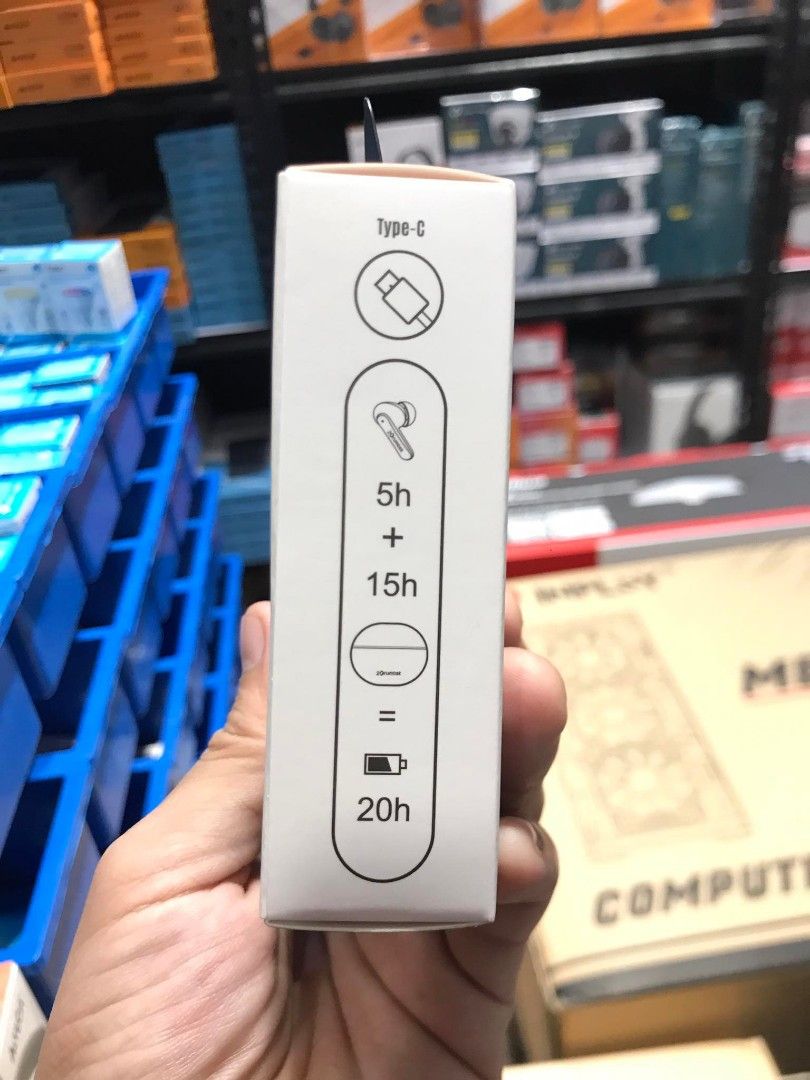 Type-C
5h
+
15h
=
20h
COMPUT